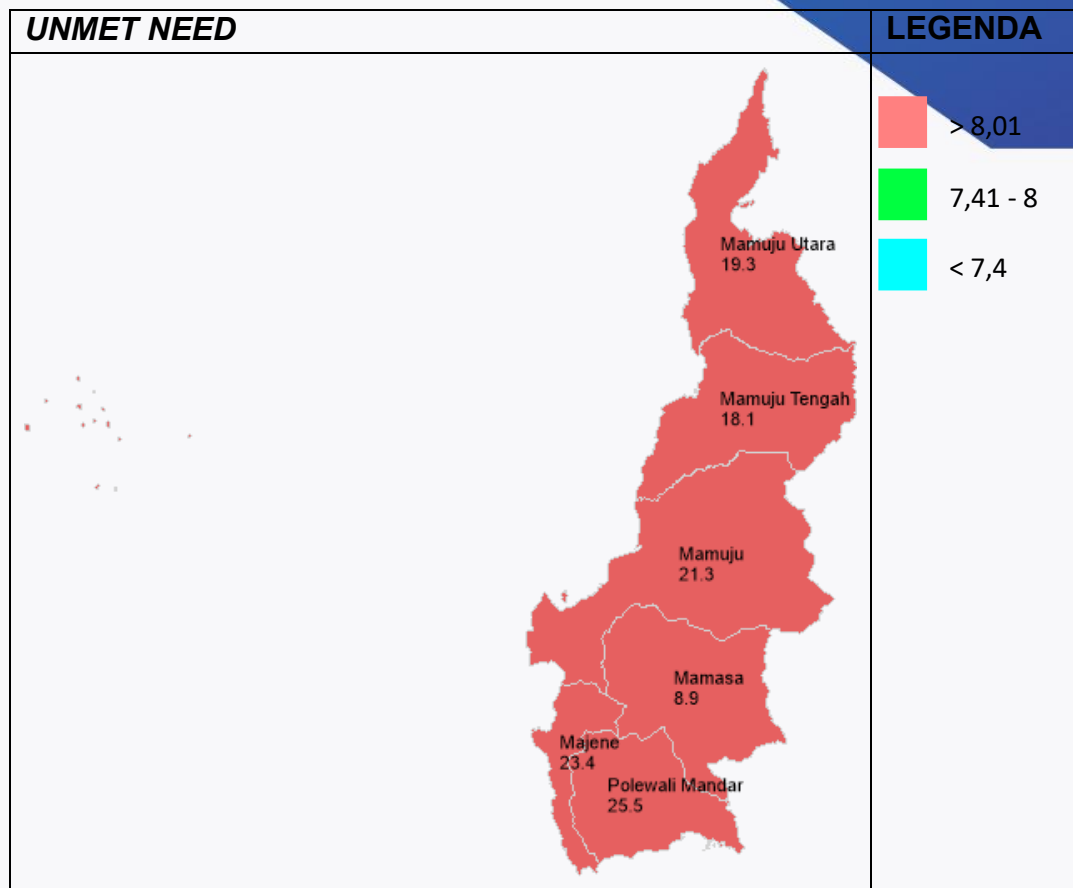 UNMET NEED
LEGENDA
> 8,01
7,41 - 8
< 7,4
Mamuju Utara
19.3
Mamuju Tengah
18.1
Mamuju
21.3
Mamasa
8.9
Majene
23.4
Polewali Mandar
25.5